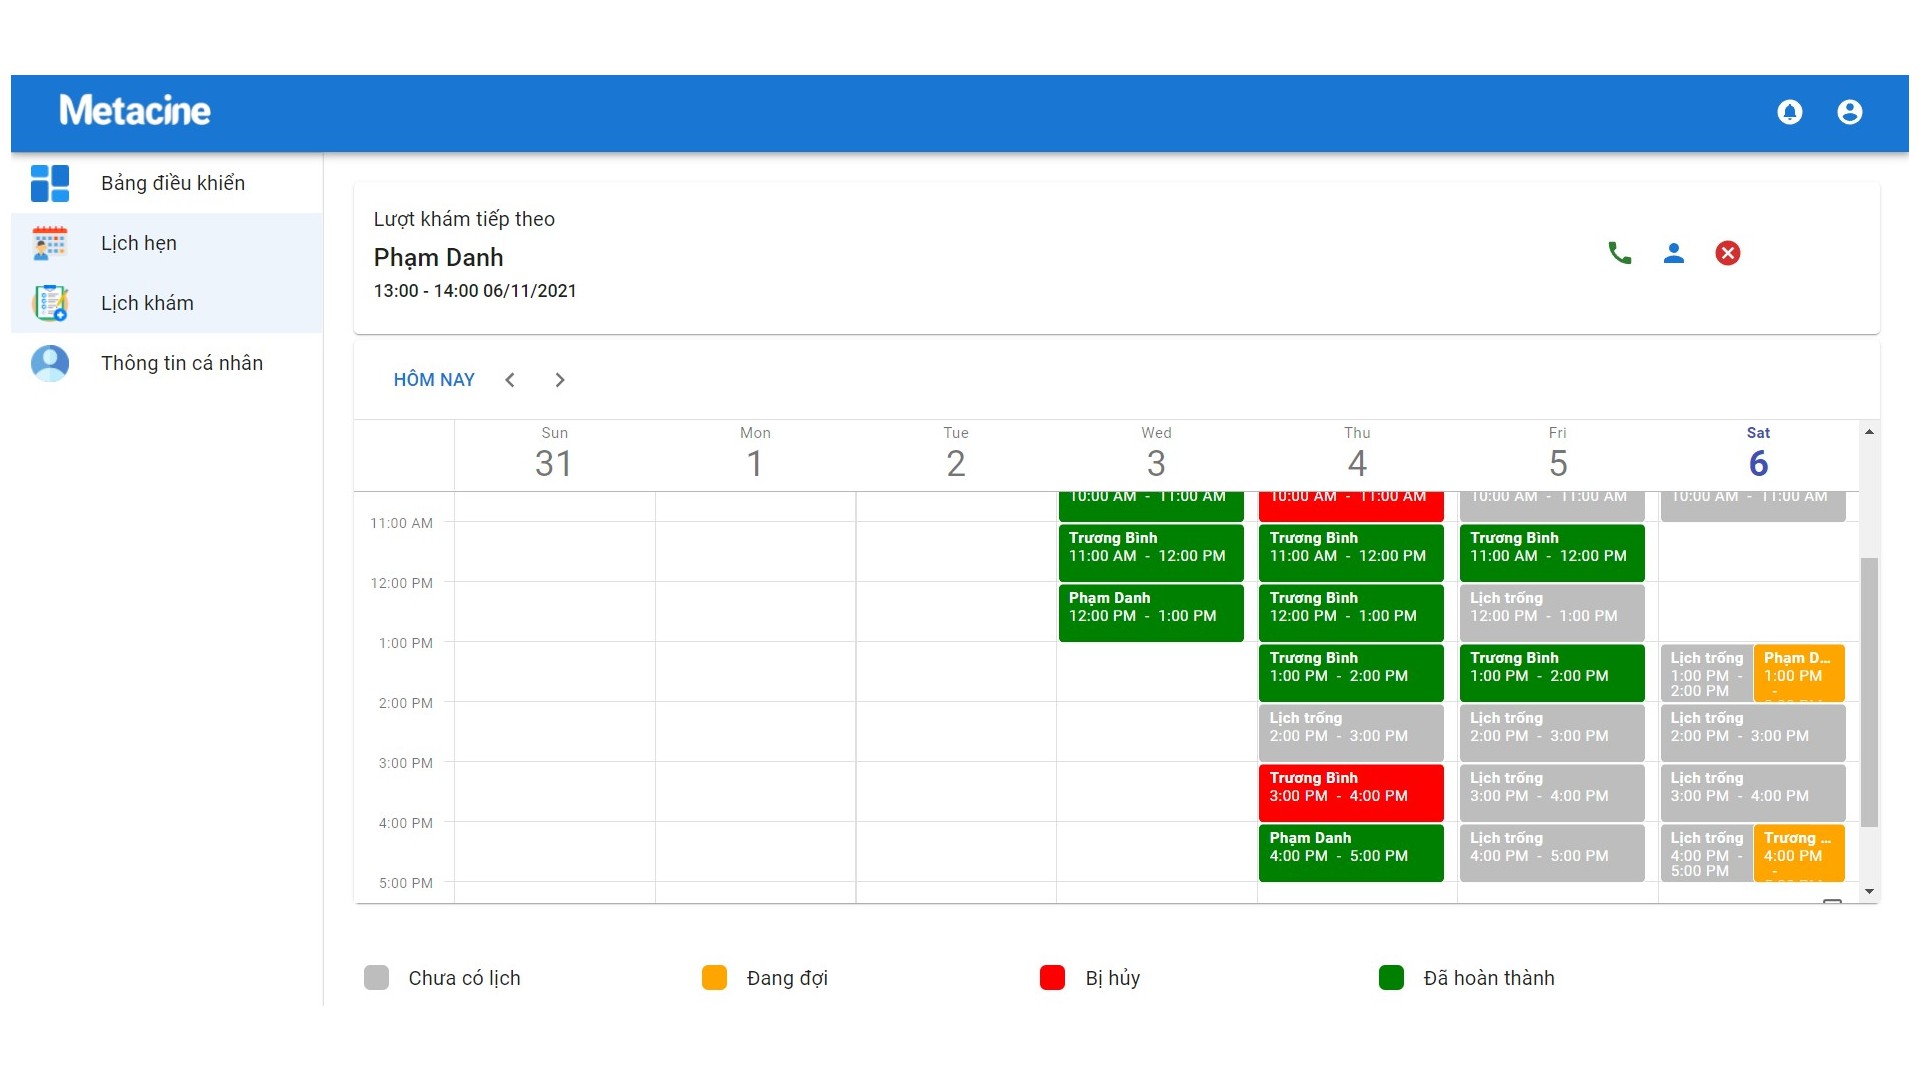 Metacine
Bảng điều khiển
Lịch hẹn
Lịch khám
Thông tin cá nhân
Lượt khám tiếp theo
Phạm Danh
13:00 - 14:00 06/11/2021
HÔM NAY
Sun Mon Tue Wed Thu Fri Sat
31 1 2 3 4 5 6
10:00 AM - 11:00 AM 10:00 AM - 11:00 AM 10:00 AM - 11:00 AM 10:00 AM - 11:00 AM
11:00 AM
Trương Bình Trương Bình Trương Bình
11:00 AM - 12:00 PM 11:00 AM - 12:00 PM 11:00 AM - 12:00 PM
12:00 PM
Phạm Danh Trương Bình Lịch trống
12:00 PM - 1:00 PM 12:00 PM - 1:00 PM 12:00 PM - 1:00 PM
1:00 PM
Trương Bình Trương Bình Lịch trống Phạm D...
1:00 PM - 2:00 PM 1:00 PM - 2:00 PM 1:00 PM - 1:00 PM
2:00 PM -
2:00 PM
Lịch trống Lịch trống Lịch trống
2:00 PM - 3:00 PM 2:00 PM - 3:00 PM 2:00 PM - 3:00 PM
3:00 PM
Trương Bình Lịch trống Lịch trống
3:00 PM - 4:00 PM 3:00 PM - 4:00 PM 3:00 PM - 4:00 PM
4:00 PM
Phạm Danh Lịch trống Lịch trống Trương ...
4:00 PM - 5:00 PM 4:00 PM - 5:00 PM 4:00 PM - 4:00 PM
5:00 PM -
5:00 PM
Chưa có lịch Đang đợi Bị hủy Đã hoàn thành